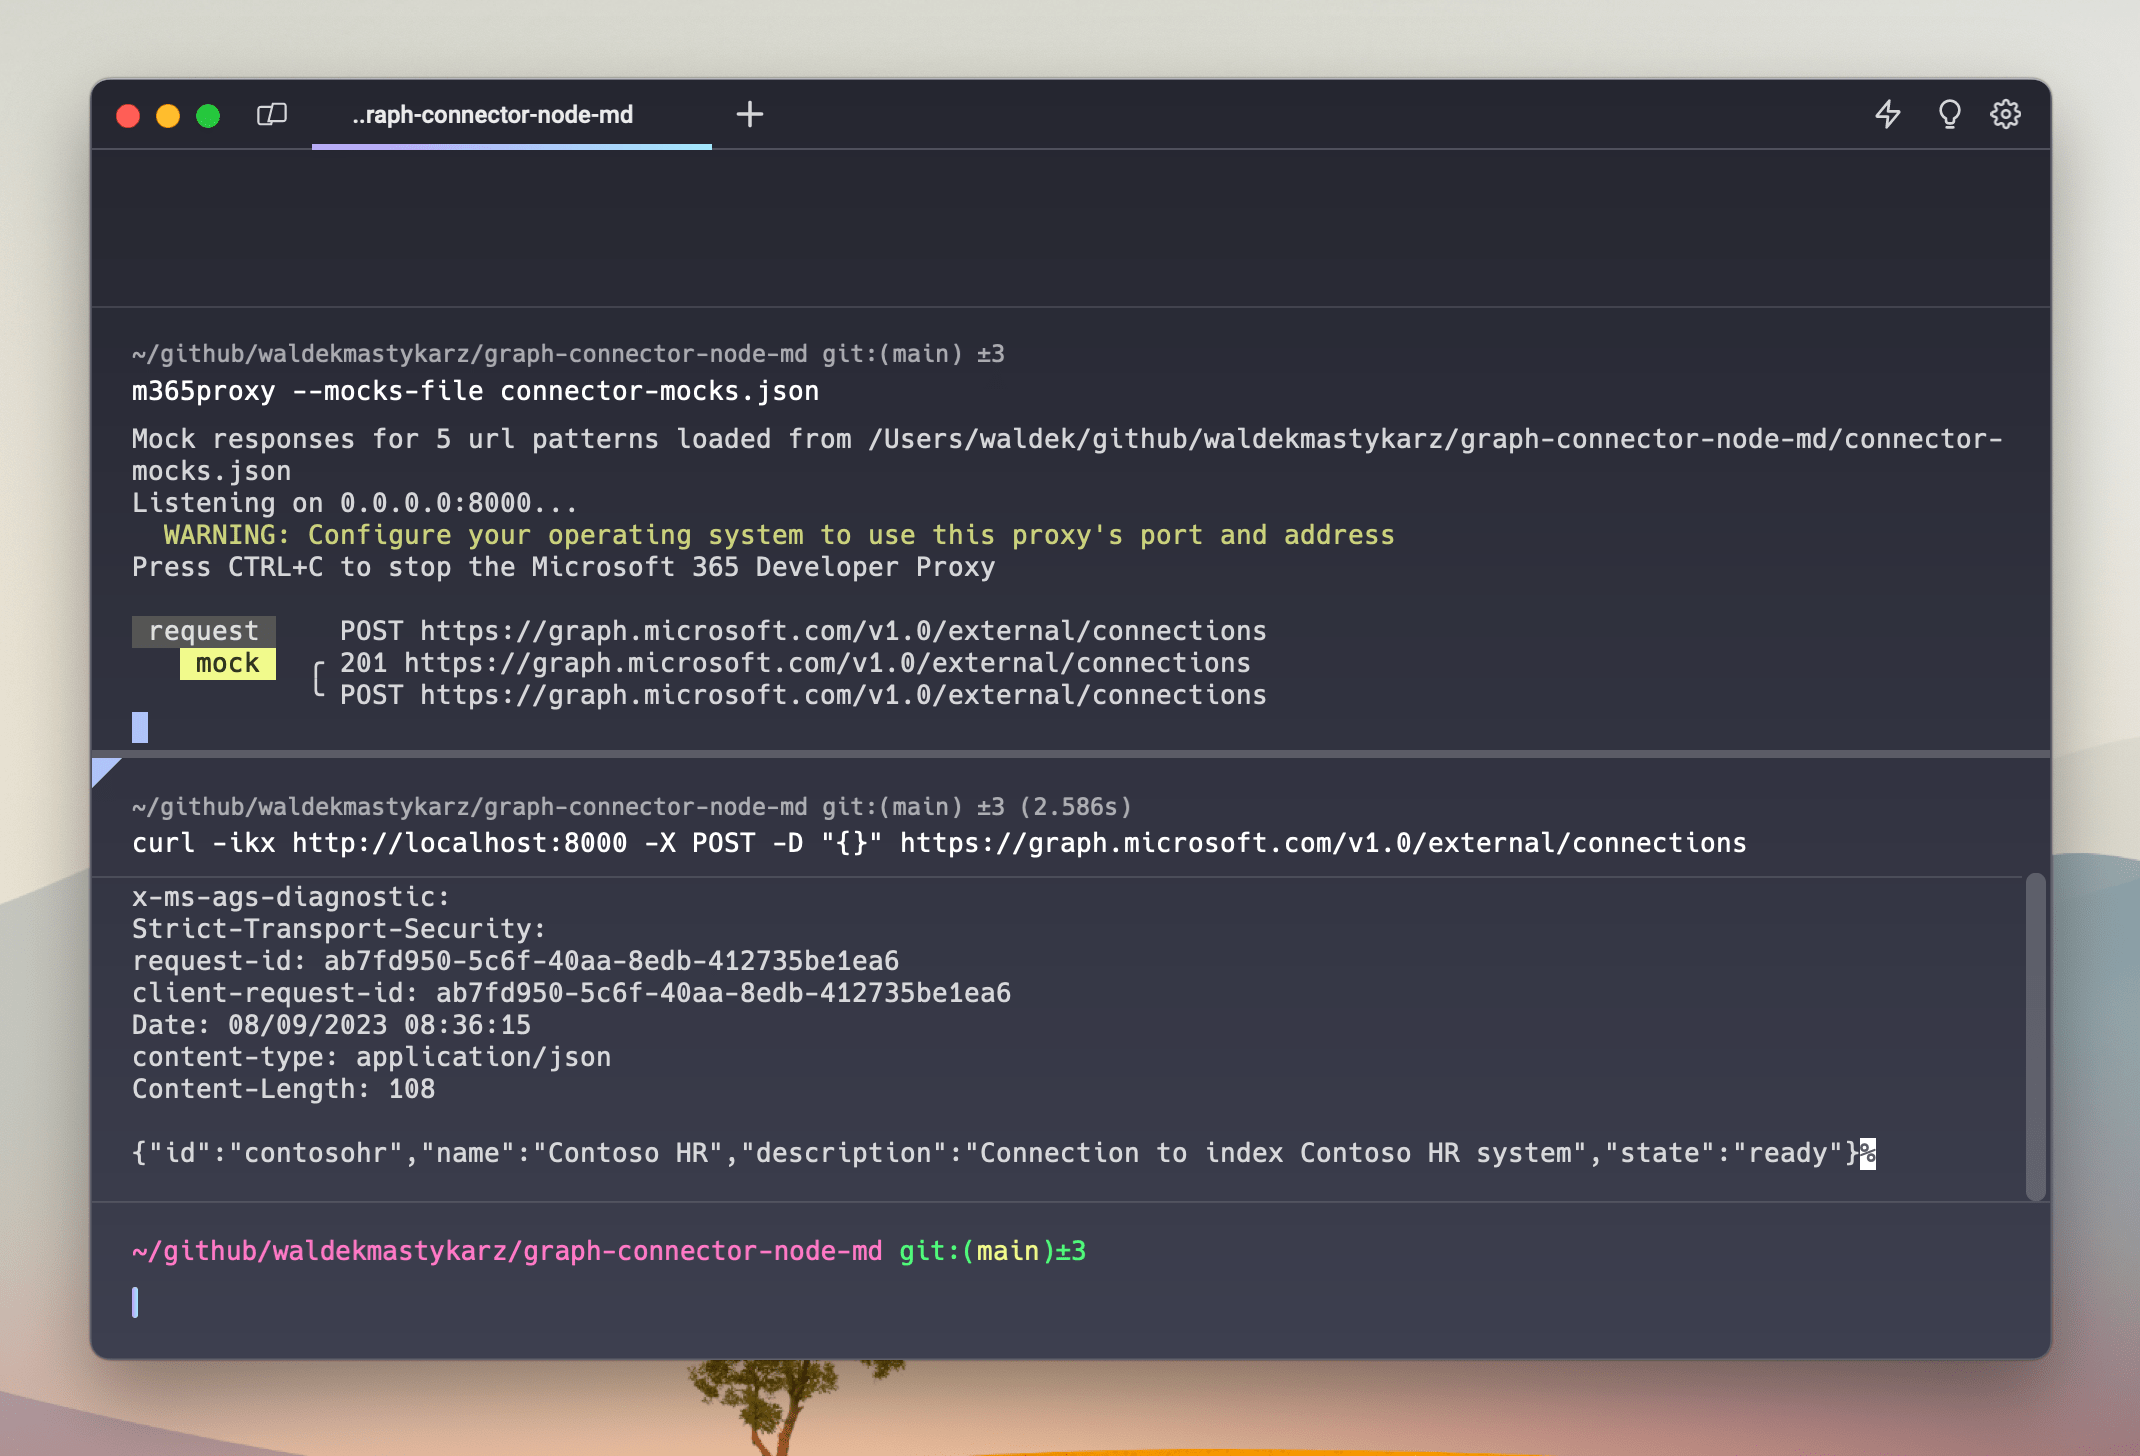 ..raph-connector-node-md
~/github/waldekmastykarz/graph-connector-node-md git:(main) ±3
m365proxy --mocks-file connector-mocks.json
Mock responses for 5 url patterns loaded from /Users/waldek/github/waldekmastykarz/graph-connector-node-md/connector-
mocks.json
Listening on 0.0.0.0:8000...
WARNING: Configure your operating system to use this proxy's port and address
Press CTRL+C to stop the Microsoft 365 Developer Proxy
request POST https://graph.microsoft.com/v1.0/external/connections
mock 201 https://graph.microsoft.com/v1.0/external/connections
POST https://graph.microsoft.com/v1.0/external/connections
~/github/waldekmastykarz/graph-connector-node-md git:(main) ±3 (2.586s)
curl -ikx http://localhost:8000 -X POST -D "{}" https://graph.microsoft.com/v1.0/external/connections
x-ms-ags-diagnostic:
Strict-Transport-Security:
request-id: ab7fd950-5c6f-40aa-8edb-412735be1ea6
client-request-id: ab7fd950-5c6f-40aa-8edb-412735be1ea6
Date: 08/09/2023 08:36:15
content-type: application/json
Content-Length: 108
{"id":"contosohr","name":"Contoso HR","description":"Connection to index Contoso HR system","state":"ready"}%
~/github/waldekmastykarz/graph-connector-node-md git:(main)±3